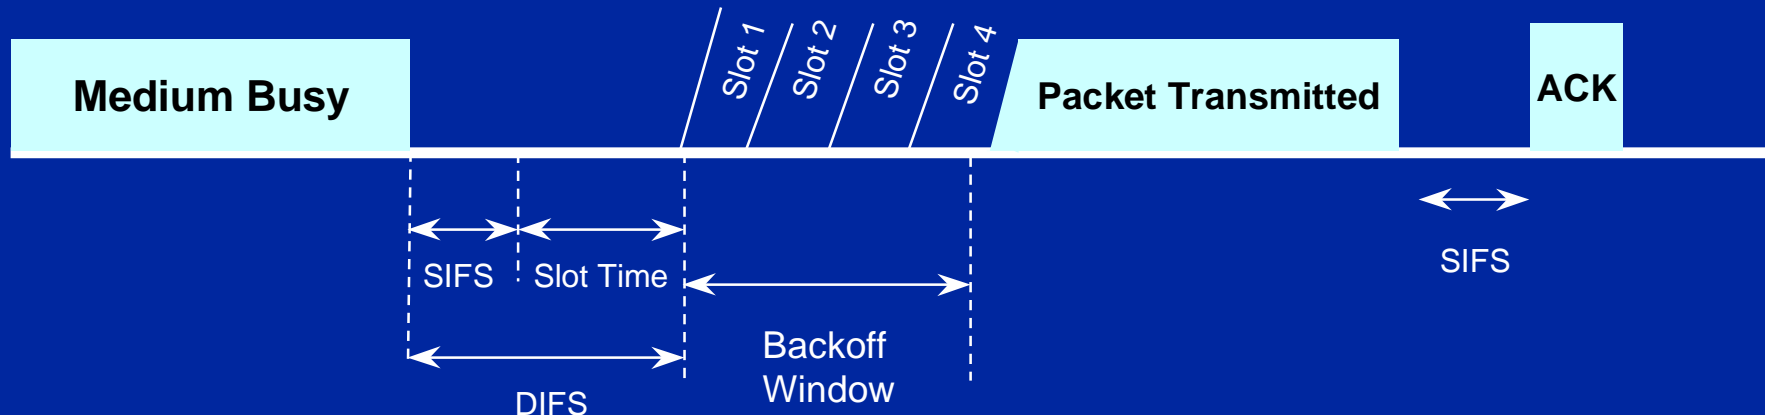 Medium Busy
Slot 1
Slot 2
Slot 3
Slot 4
Packet Transmitted
ACK
SIFS
Slot Time
SIFS
Backoff
Window
DIFS